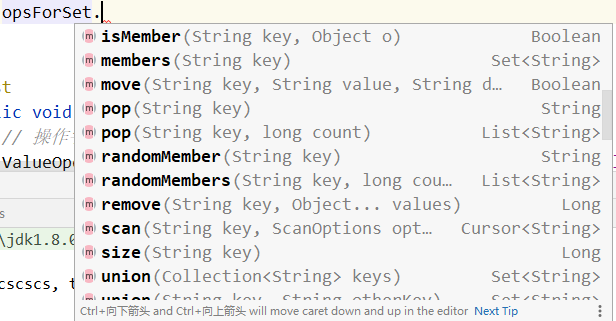 opsForSet.
isMember(String key, Object o) Boolean
members(String key) Set<String>
move(String key, String value, String d… Boolean
pop(String key) String
pop(String key, long count) List<String>
randomMember(String key) String
randomMembers(String key, long cou… List<String>
remove(String key, Object... values) Long
scan(String key, ScanOptions opt… Cursor<String>
size(String key) Long
union(Collection<String> keys) Set<String>
union(String key, String otherKey) Set<String>
st
lic void
// 操作
ValueOpe
s
\jdk1.8.0
cscscs, t
Ctrl+向下箭头 and Ctrl+向上箭头 will move caret down and up in the editor Next Tip